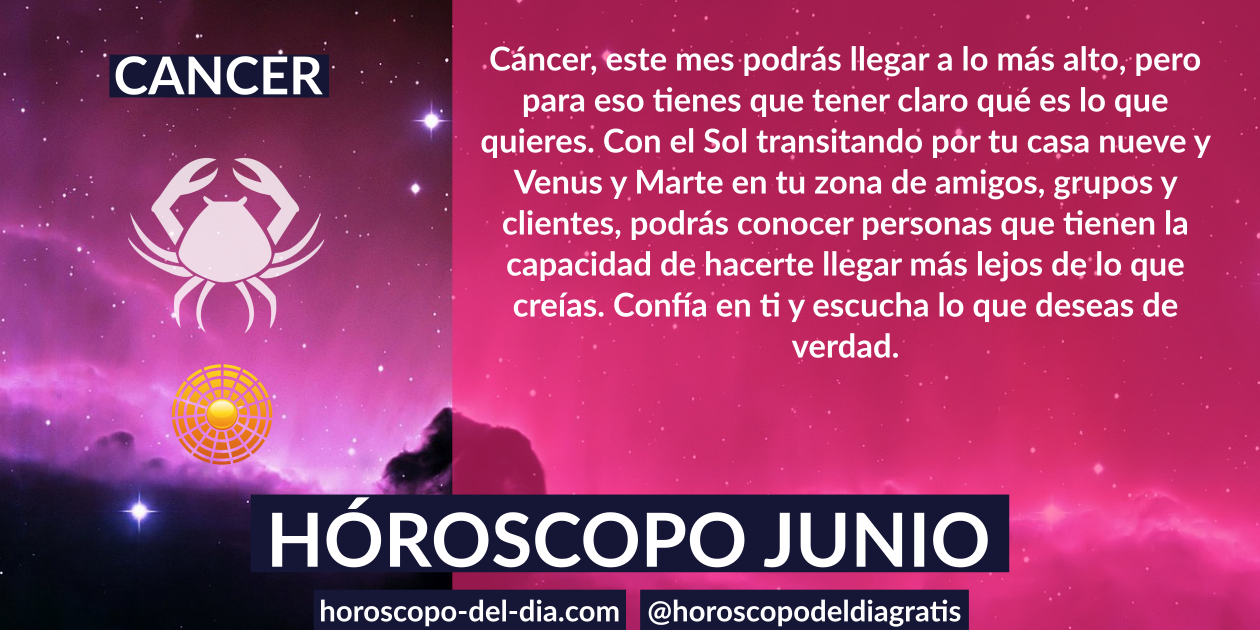 CANCER
Cáncer, este mes podrás llegar a lo más alto, pero
para eso tienes que tener claro qué es lo que
quieres. Con el Sol transitando por tu casa nueve y
Venus y Marte en tu zona de amigos, grupos y
clientes, podrás conocer personas que tienen la
capacidad de hacerte llegar más lejos de lo que
creías. Confía en ti y escucha lo que deseas de
verdad.
HÓROSCOPO JUNIO
horoscopo-del-dia.com
@horoscopodeldiagratis